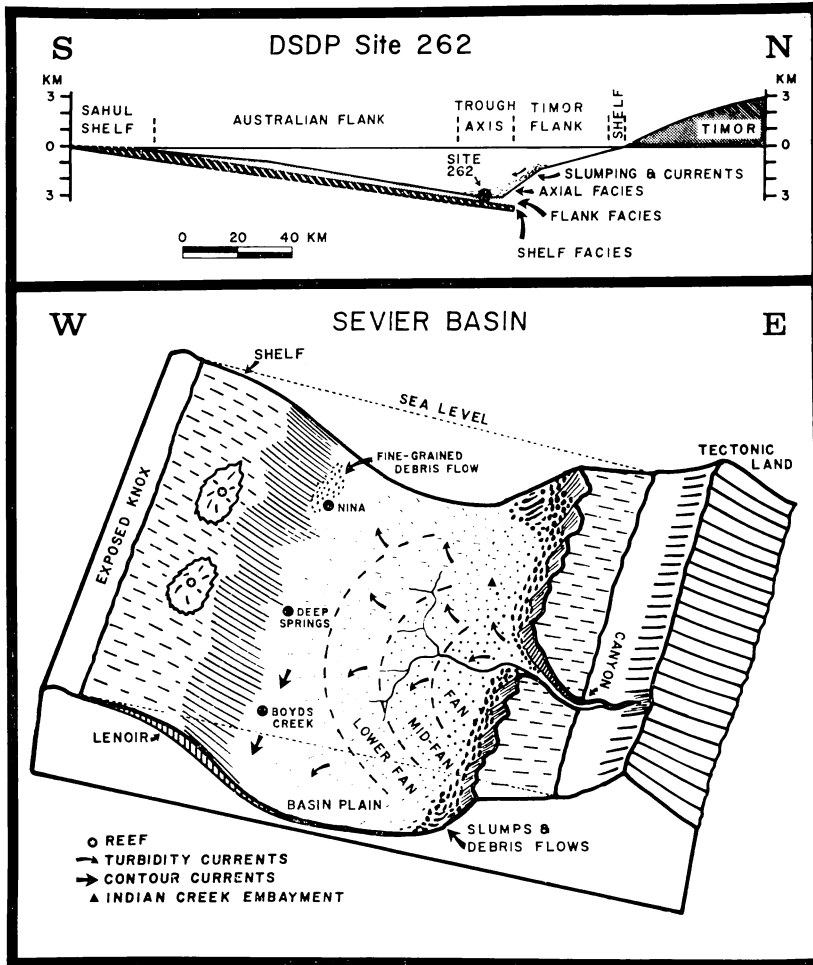 S
DSDP Site 262
N
KM
KM
3
0
3
3
0
3
SAHUL
SHELF
AUSTRALIAN FLANK
TROUGH
AXIS
TIMOR
FLANK
SHELF
TIMOR
SITE
262
SLUMPING & CURRENTS
AXIAL FACIES
FLANK FACIES
SHELF FACIES
0 20 40 KM
W
SEVIER BASIN
E
SHELF
SEA LEVEL
TECTONIC
LAND
FINE-GRAINED
DEBRIS FLOW
NINA
EXPOSED KNOX
DEEP
SPRINGS
CANYON
BOYDS
CREEK
FAN
MID-FAN
LOWER FAN
LENOIR
BASIN PLAIN
SLUMPS &
DEBRIS FLOWS
REEF
TURBIDITY CURRENTS
CONTOUR CURRENTS
INDIAN CREEK EMBAYMENT